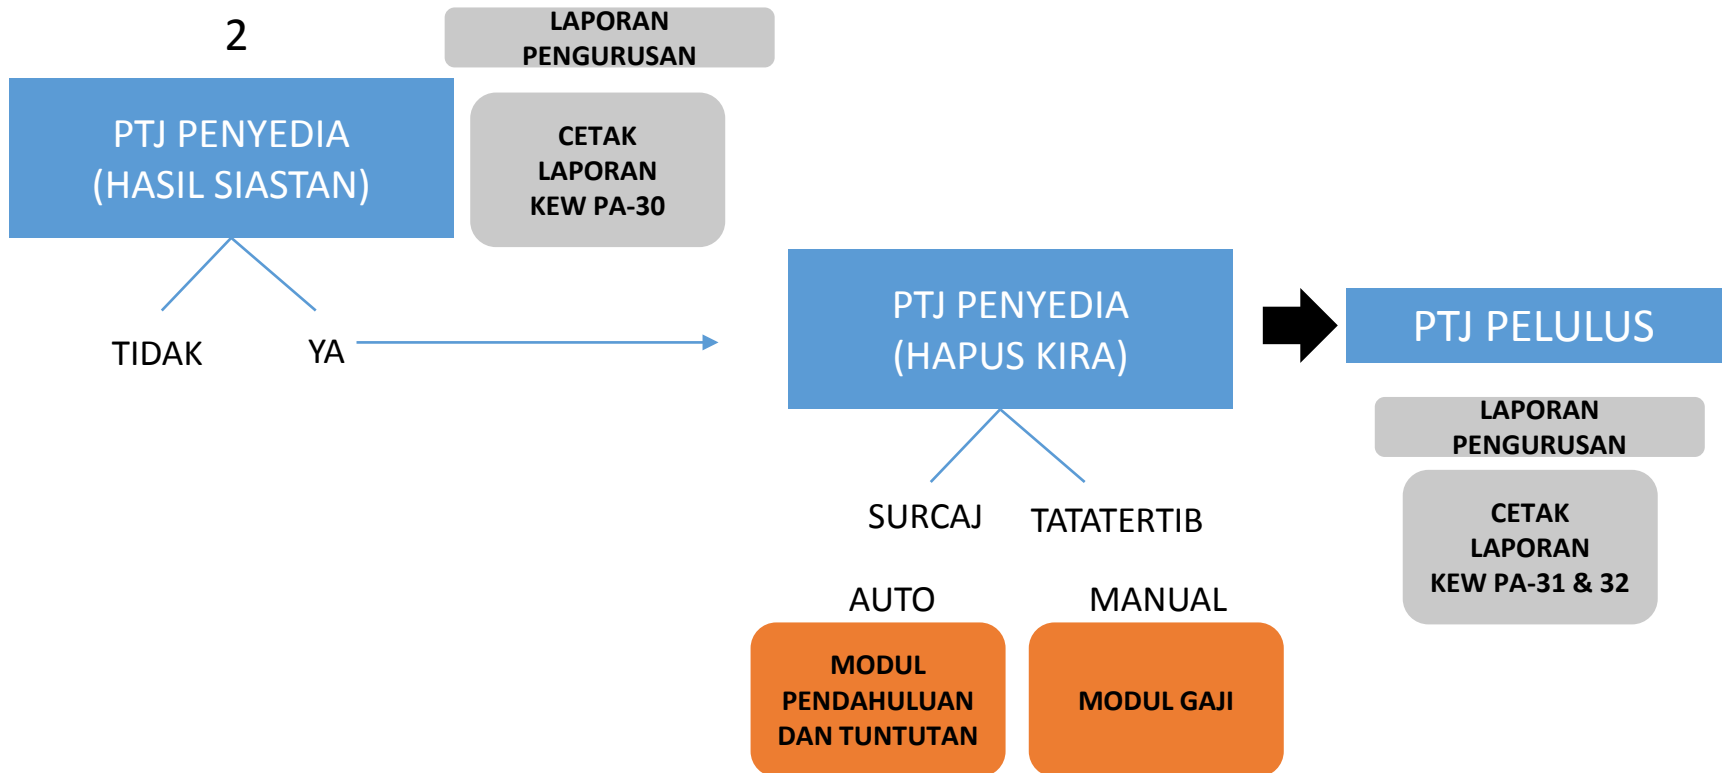 2
LAPORAN
PENGURUSAN
PTJ PENYEDIA
(HASIL SIASTAN)
CETAK
LAPORAN
KEW PA-30
TIDAK
YA
PTJ PENYEDIA
(HAPUS KIRA)
PTJ PELULUS
LAPORAN
PENGURUSAN
CETAK
LAPORAN
KEW PA-31 & 32
SURCAJ
TATATERTIB
AUTO
MANUAL
MODUL
PENDAHULUAN
DAN TUNTUTAN
MODUL GAJI